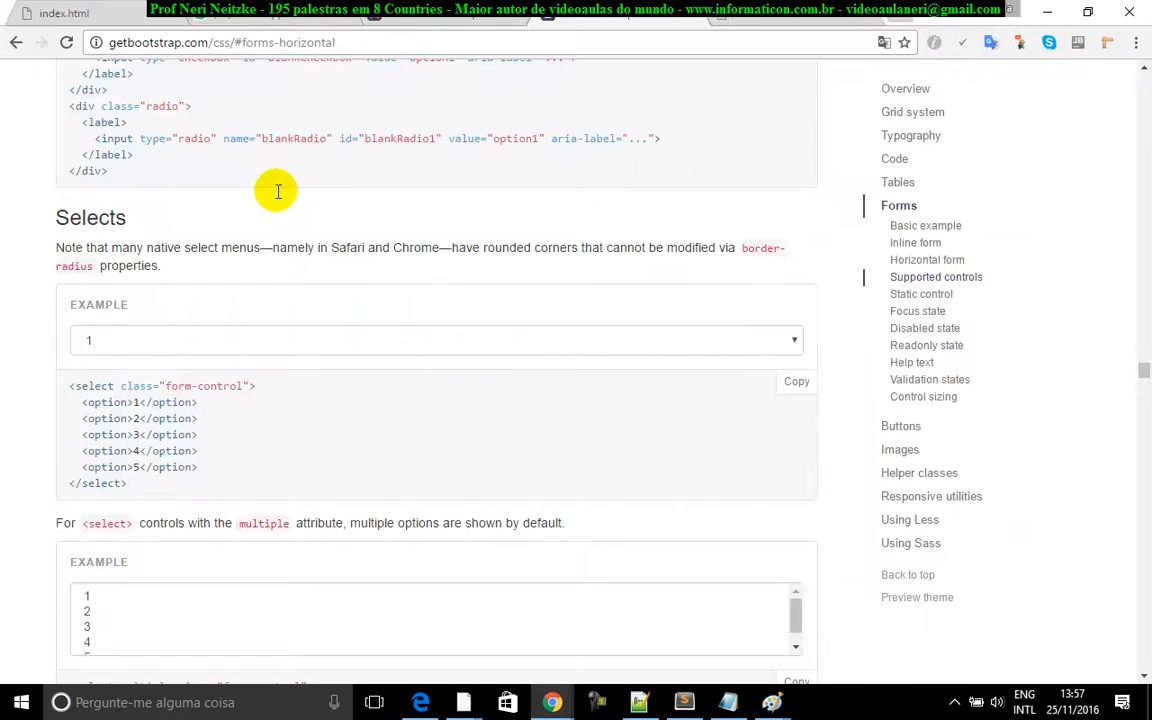 Prof Neri Neitzke - 195 palestras em 8 Countries - Maior autor de videoaulas do mundo - www.informaticon.com.br - videoaulaneri@gmail.com
index.html
getbootstrap.com/css/#forms-horizontal
</label>
</div>
<div class="radio">
<label>
<input type="radio" name="blankRadio" id="blankRadio1" value="option1" aria-label="...">
</label>
</div>
Selects
Note that many native select menus—namely in Safari and Chrome—have rounded corners that cannot be modified via border-
radius properties.
EXAMPLE
1
Copy
<select class="form-control">
<option>1</option>
<option>2</option>
<option>3</option>
<option>4</option>
<option>5</option>
</select>
For <select> controls with the multiple attribute, multiple options are shown by default.
EXAMPLE
1
2
3
4
Copy
Overview
Grid system
Typography
Code
Tables
Forms
Basic example
Inline form
Horizontal form
Supported controls
Static control
Focus state
Disabled state
Readonly state
Help text
Validation states
Control sizing
Buttons
Images
Helper classes
Responsive utilities
Using Less
Using Sass
Back to top
Preview theme
Pergunte-me alguma coisa
ENG
INTL
13:57
25/11/2016